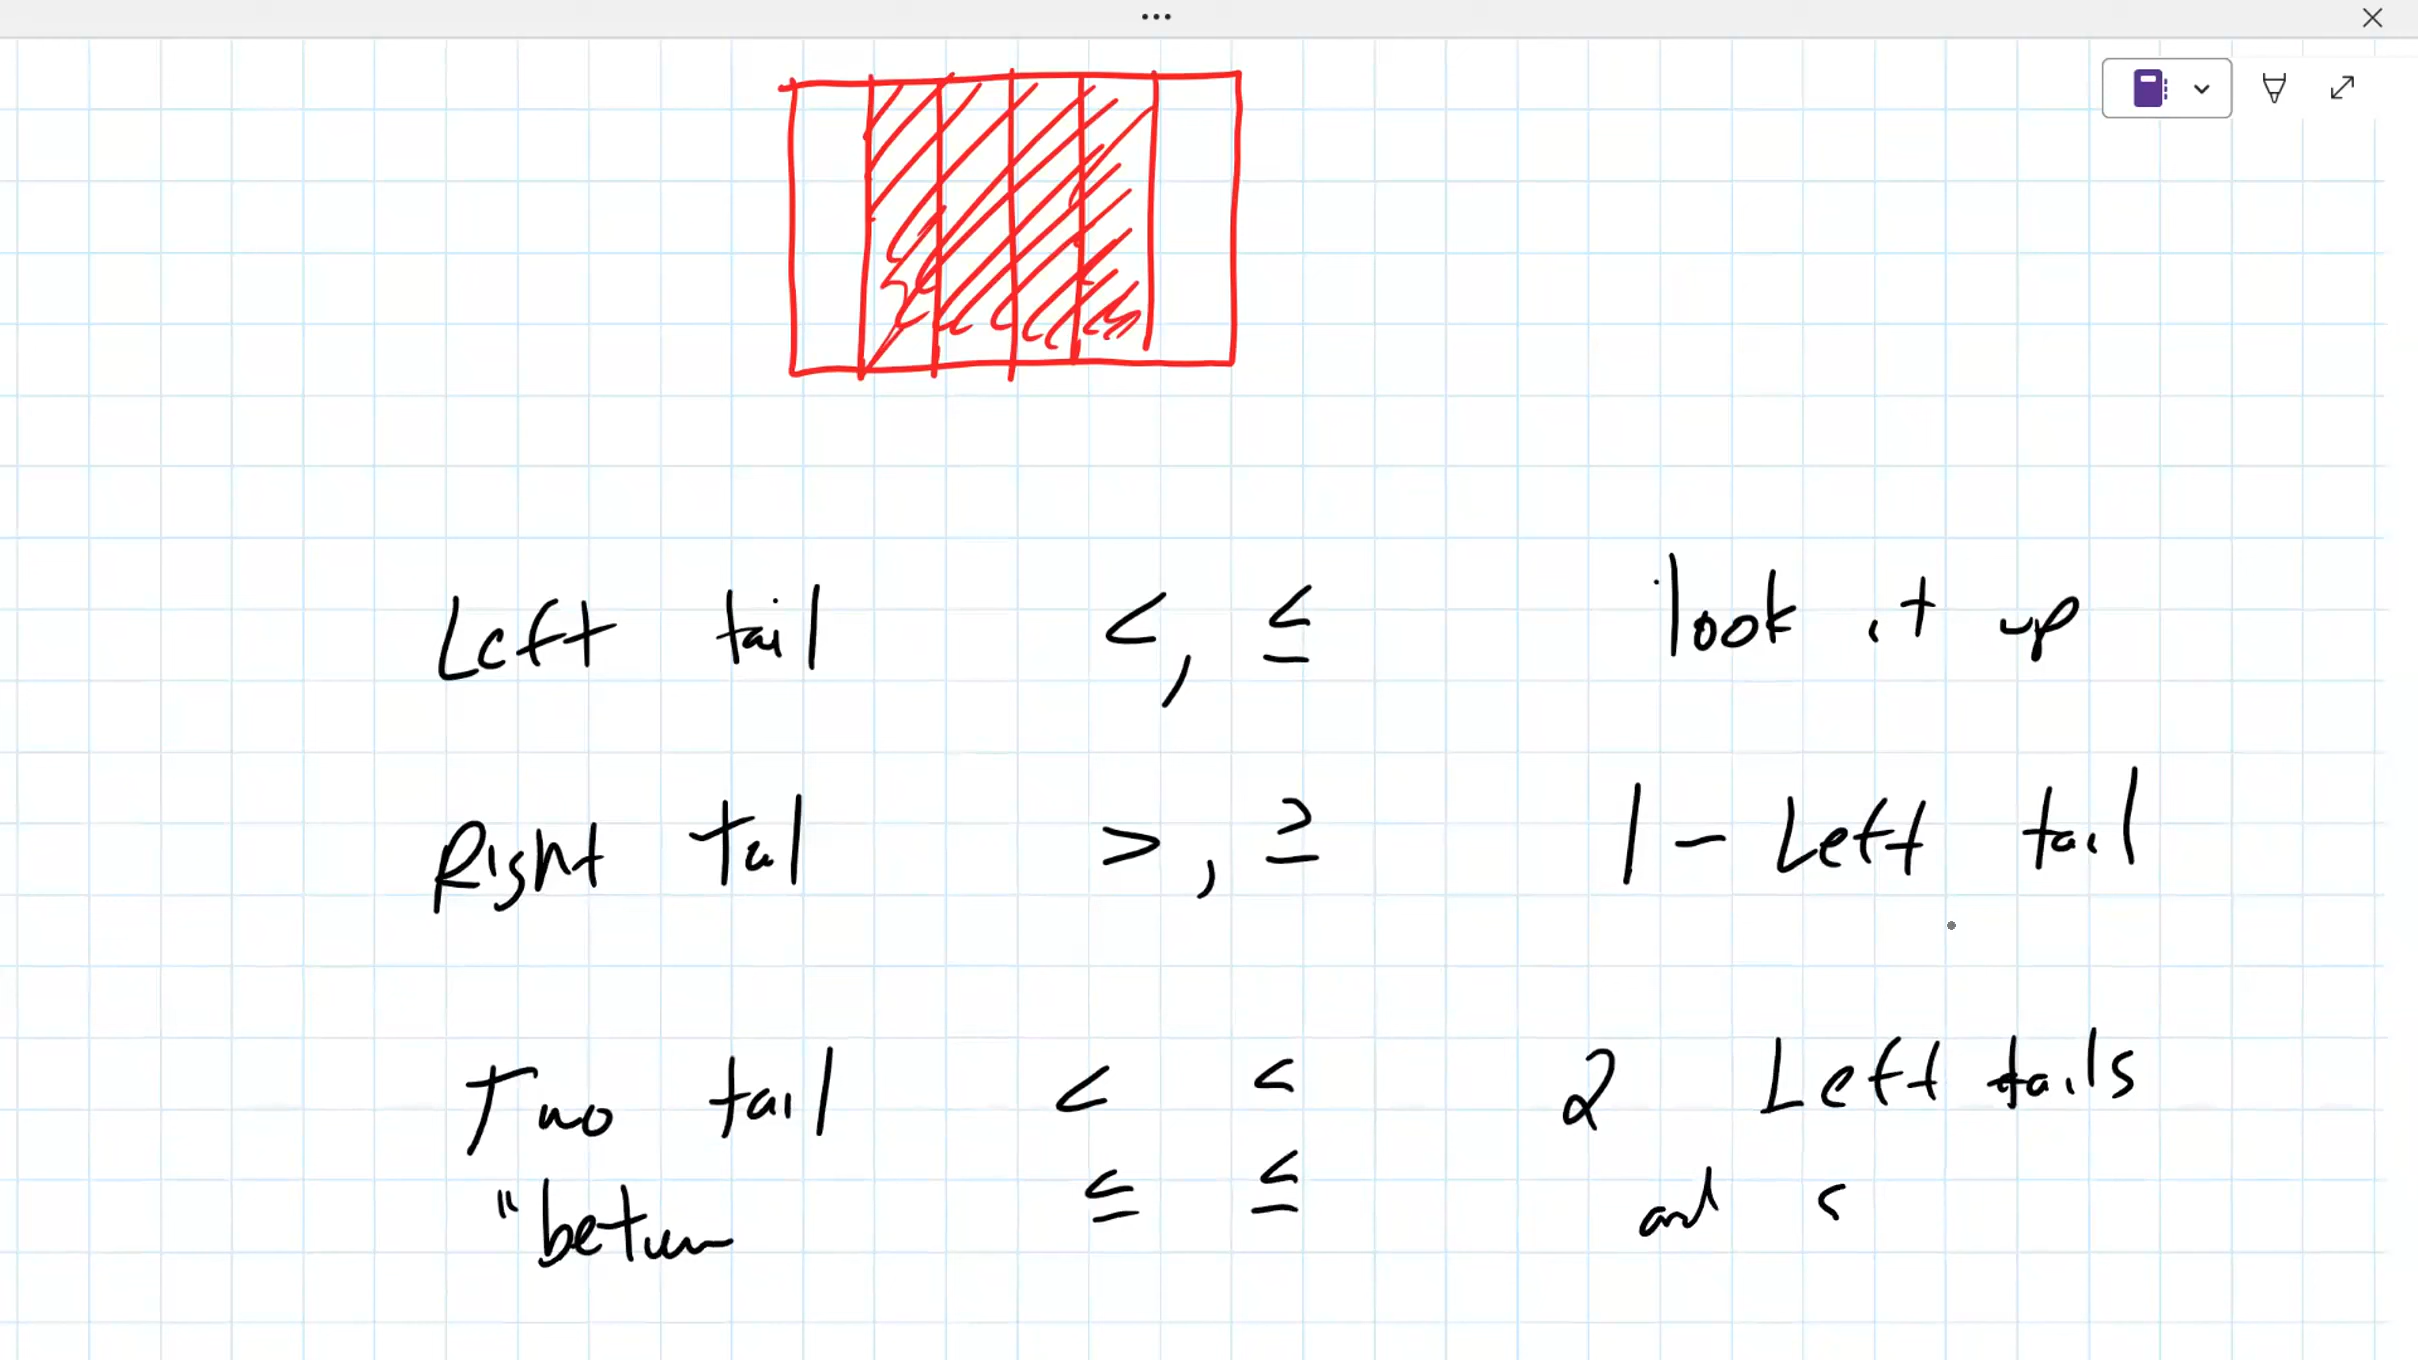 Left tail <, ≤ look it up
Right tail >, ≥ 1 - Left tail
Two tail < < 2 Left tails
"between ≤ ≤ and s